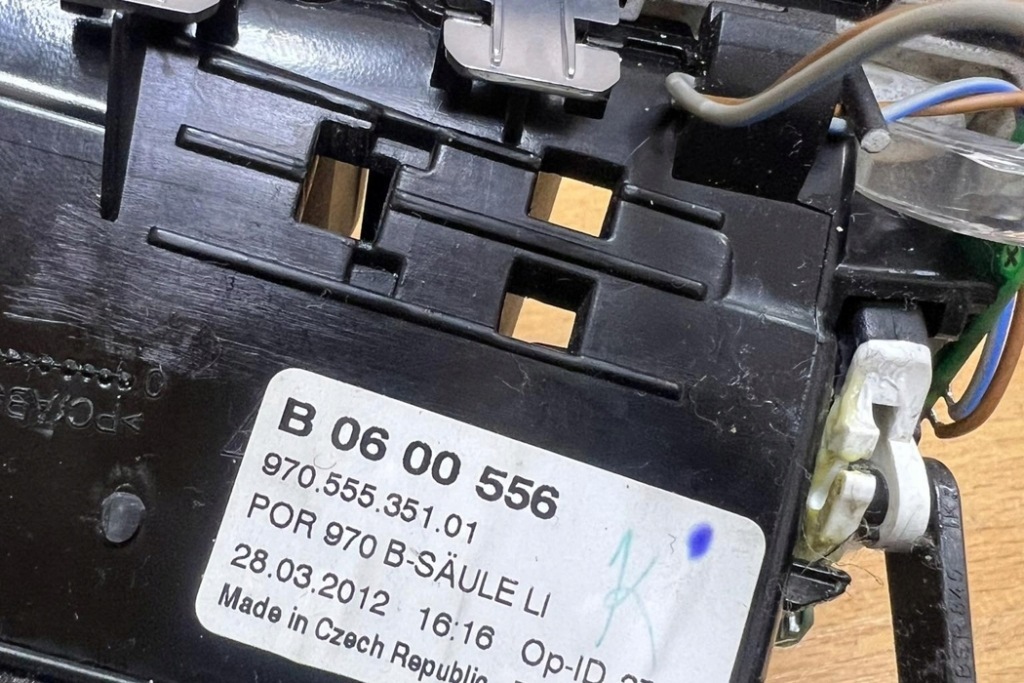 B 06 00 556
970.555.351.01
POR 970 B-SÄULE LI
28.03.2012 16:16 Op-ID
Made in Czech Republic
K